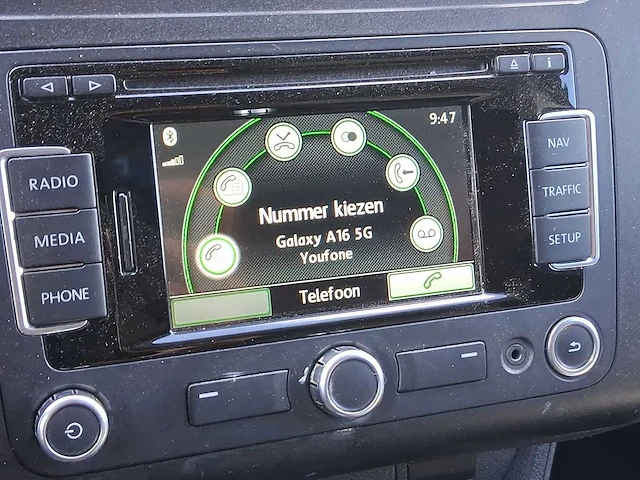 i
RADIO
MEDIA
PHONE
9:47
Nummer kiezen
Galaxy A16 5G
Youfone
Telefoon
NAV
TRAFFIC
SETUP